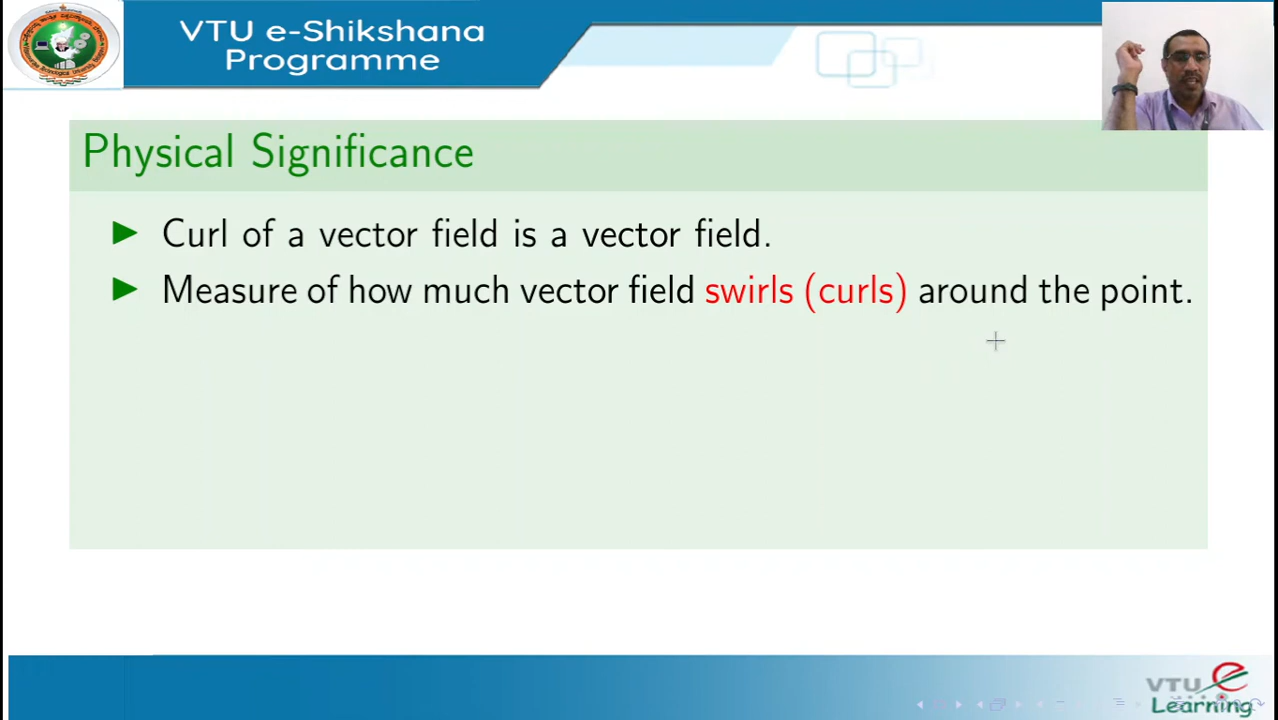 VTU e-Shikshana
Programme
Physical Significance
Curl of a vector field is a vector field.
Measure of how much vector field swirls (curls) around the point.
VTU
Learning